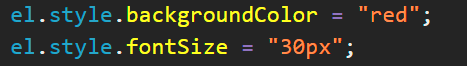 el.style.backgroundColor = "red";
el.style.fontSize = "30px";